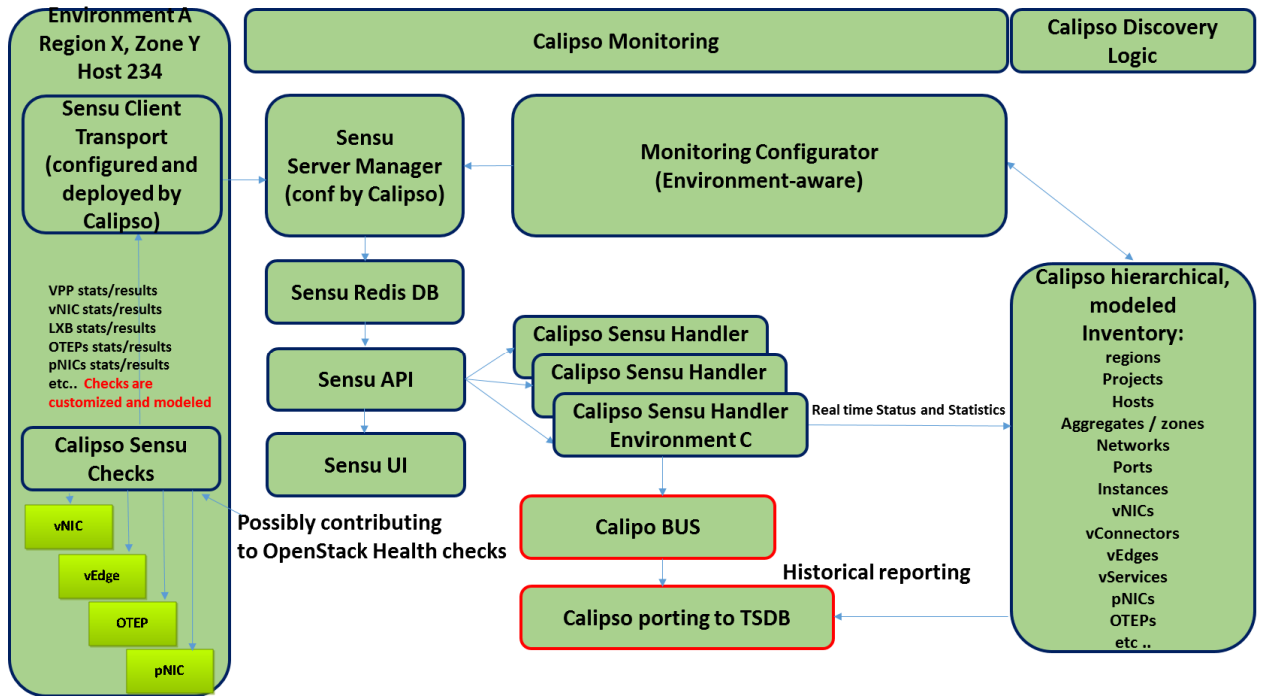 Environment A
Region X, Zone Y
Host 234
Sensu Client
Transport
(configured and
deployed by
Calipso)
VPP stats/results
vNIC stats/results
LXB stats/results
OTEPs stats/results
pNICs stats/results
etc.. Checks are
customized and modeled
Calipso Sensu
Checks
vNIC
vEdge
OTEP
pNIC
Calipso Monitoring
Sensu
Server Manager
(conf by Calipso)
Monitoring Configurator
(Environment-aware)
Sensu Redis DB
Sensu API
Sensu UI
Calipso Sensu Handler
Calipso Sensu Handler
Calipso Sensu Handler
Environment C
Real time Status and Statistics
Possibly contributing
to OpenStack Health checks
Calipo BUS
Historical reporting
Calipso porting to TSDB
Calipso Discovery
Logic
Calipso hierarchical,
modeled
Inventory:
regions
Projects
Hosts
Aggregates / zones
Networks
Ports
Instances
vNICs
vConnectors
vEdges
vServices
pNICs
OTEPs
etc ..